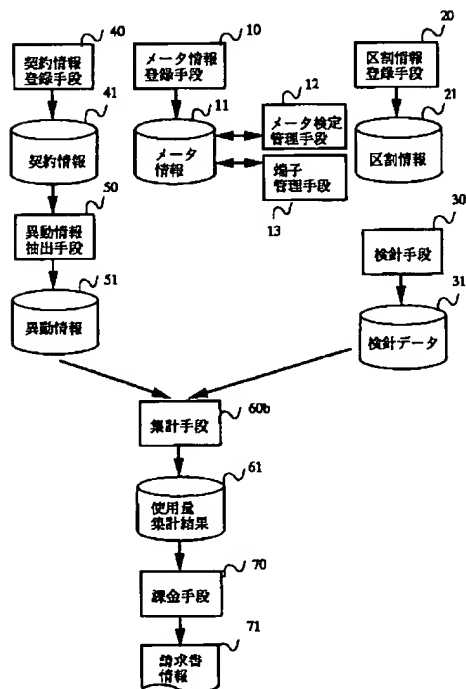 40
契約情報
登録手段
10
メータ情報
登録手段
20
区割情報
登録手段
41
契約情報
11
メータ
情報
12
メータ検定
管理手段
端子
管理手段
13
21
区割情報
50
異動情報
抽出手段
30
検針手段
51
異動情報
31
検針データ
60b
集計手段
61
使用量
集計結果
70
課金手段
71
請求書
情報